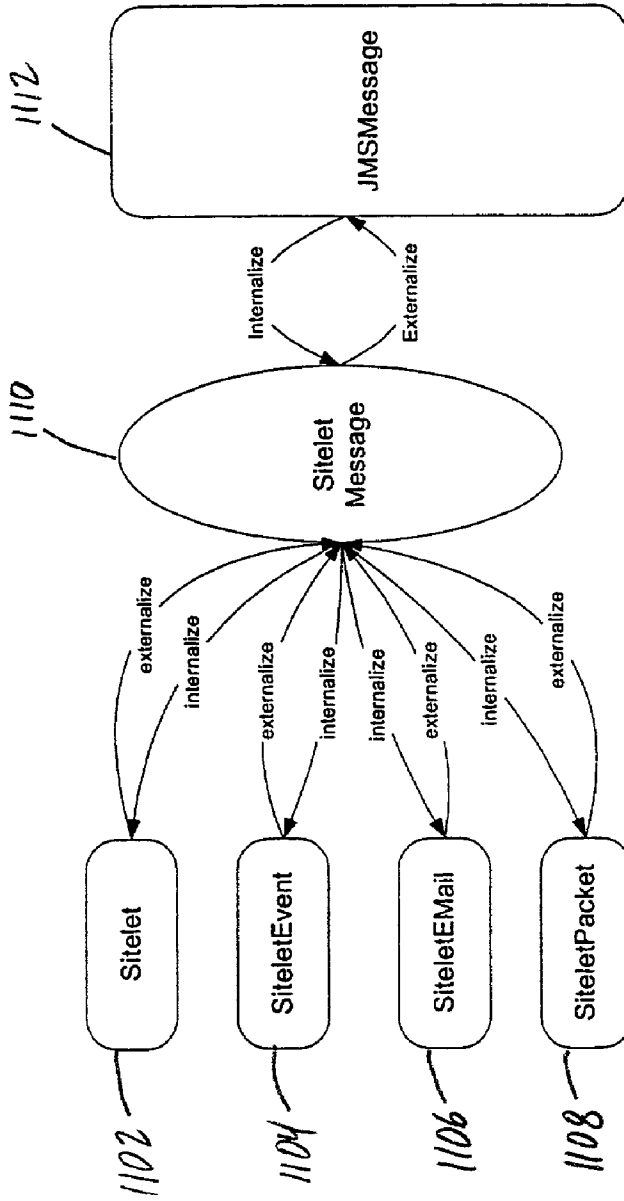 1102
Sitelet
1104
SiteletEvent
1106
SiteletEMail
1108
SiteletPacket
externalize
internalize
externalize
internalize
internalize
externalize
internalize
externalize
1110
Sitelet
Message
Internalize
Externalize
1112
JMSMessage